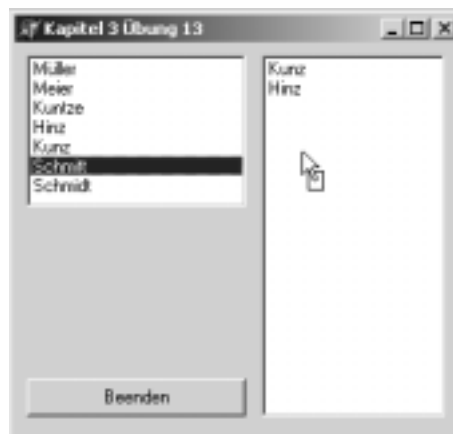 Kapitel 3 Übung 13
Müller
Meier
Kuntze
Hinz
Kunz
Schmitt
Schmidt
Kunz
Hinz
Beenden